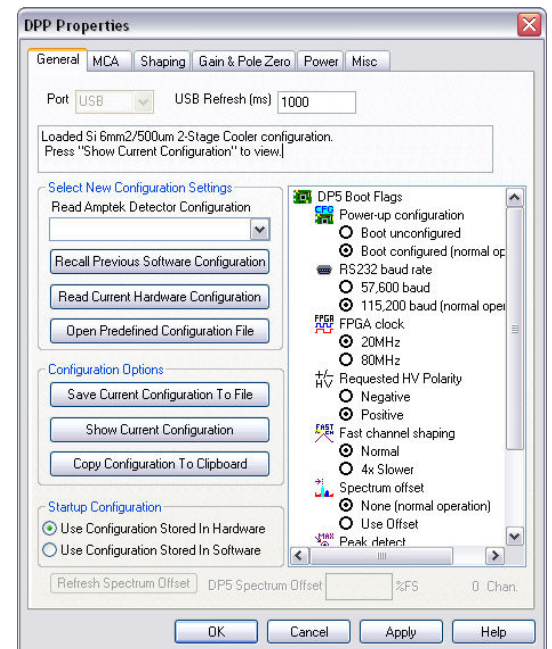 DPP Properties
General MCA Shaping Gain & Pole Zero Power Misc
Port USB USB Refresh (ms) 1000
Loaded Si 6mm2/500um 2-Stage Cooler configuration.
Press "Show Current Configuration" to view.
Select New Configuration Settings
Read Amptek Detector Configuration
Recall Previous Software Configuration
Read Current Hardware Configuration
Open Predefined Configuration File
Configuration Options
Save Current Configuration To File
Show Current Configuration
Copy Configuration To Clipboard
Startup Configuration
Use Configuration Stored In Hardware
Use Configuration Stored In Software
DP5 Boot Flags
CFG Power-up configuration
Boot unconfigured
Boot configured (normal op
RS232 baud rate
57,600 baud
115,200 baud (normal oper
FPGA FPGA clock
20MHz
80MHz
+/- HV Requested HV Polarity
Negative
Positive
FAST Fast channel shaping
Normal
4x Slower
Spectrum offset
None (normal operation)
Use Offset
MAX Peak detect
Refresh Spectrum Offset DP5 Spectrum Offset %FS 0 Chan.
OK Cancel Apply Help